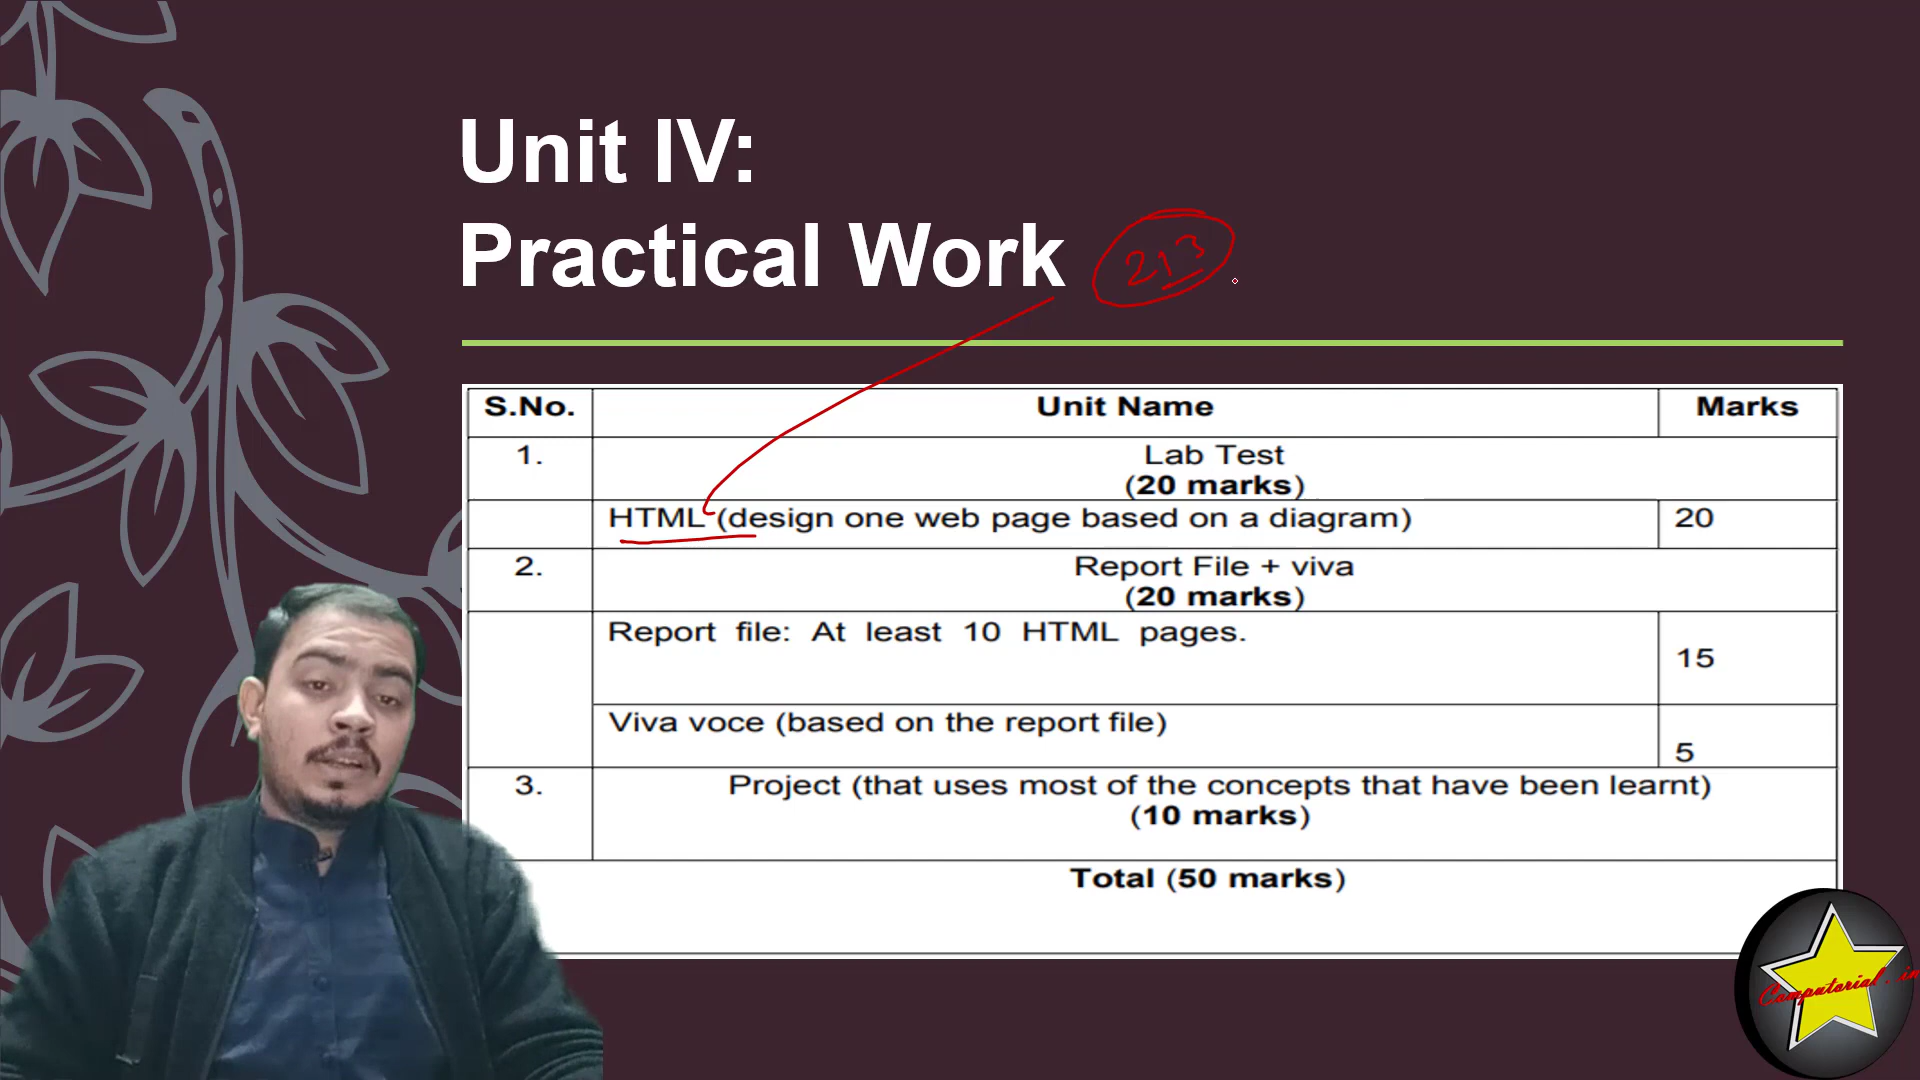 Unit IV:
Practical Work
213
S.No.
Unit Name
Marks
1.
Lab Test
(20 marks)
HTML (design one web page based on a diagram)
20
2.
Report File + viva
(20 marks)
Report file: At least 10 HTML pages.
15
Viva voce (based on the report file)
5
3.
Project (that uses most of the concepts that have been learnt)
(10 marks)
Total (50 marks)
Computorial.in